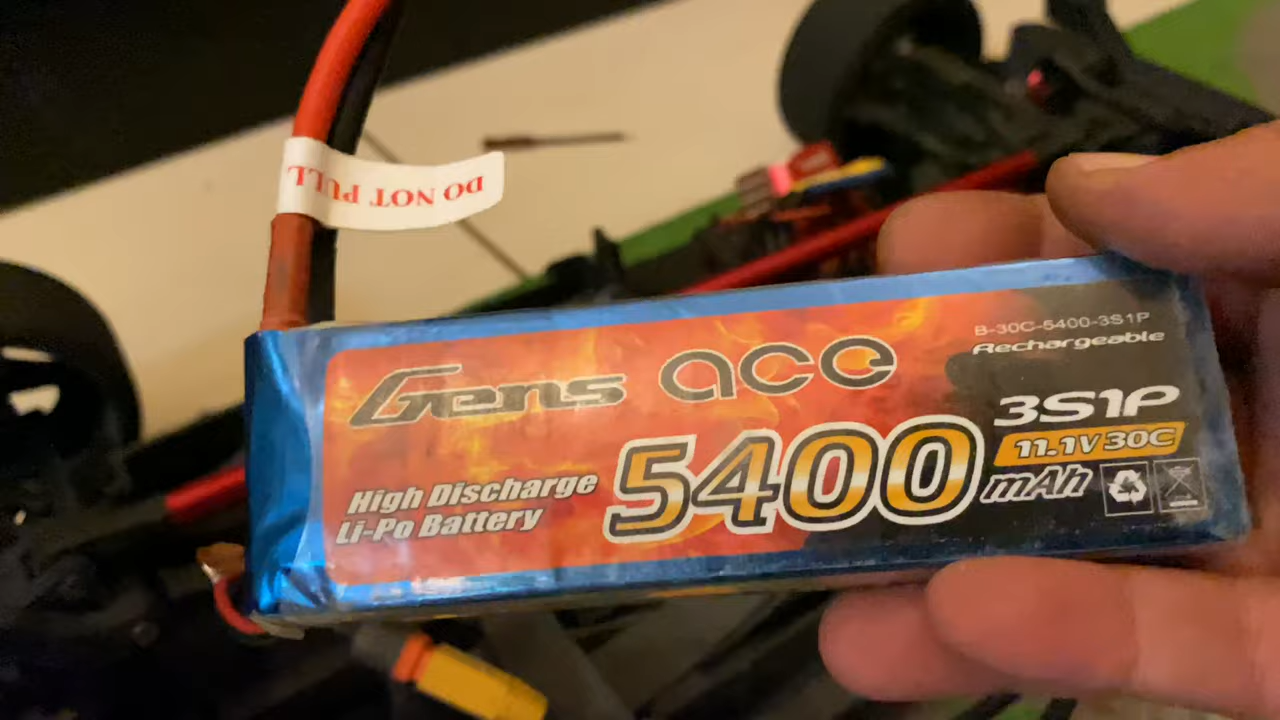 DO NOT PULL
Gens ace
B-30C-5400-3S1P
Rechargeable
3S1P
11.1V 30C
5400 mAh
High Discharge
Li-Po Battery